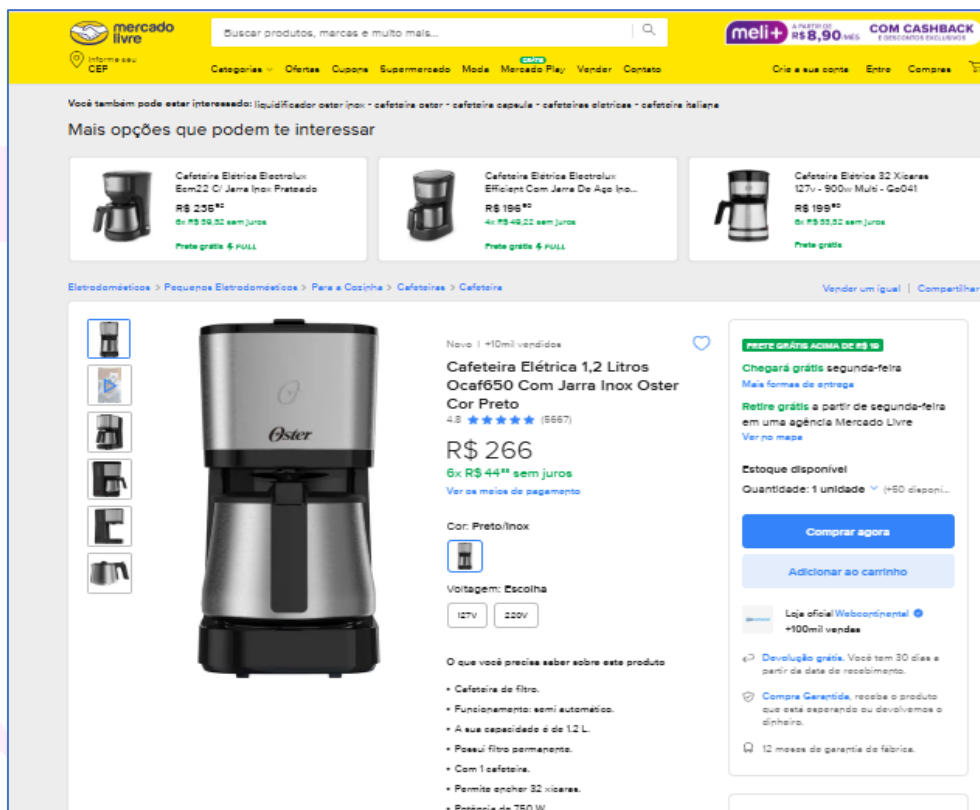 mercado
livre
Buscar produtos, marcas e muito mais...
meli+ A PARTIR DE R$8,90/MÊS COM CASHBACK
E DESCONTOS EXCLUSIVOS
Informe seu
CEP
Categorias Ofertas Cupons Supermercado Moda Mercado Play GRÁTIS Vender Contato Crie a sua conta Entre Compras
Você também pode estar interessado: liquidificador oster inox - cafeteira oster - cafeteira capsula - cafeteiras eletricas - cafeteira italiana
Mais opções que podem te interessar
Cafeteira Elétrica Electrolux
Ecm22 C/ Jarra Inox Prateado
R$ 235
sem juros
Frete grátis FULL
Cafeteira Elétrica Electrolux
Efficient Com Jarra De Aço Ino...
R$ 196
4x R$ 49,22 sem juros
Frete grátis FULL
Cafeteira Elétrica 32 Xícaras
127v - 900w Multi - Go041
R$ 199
sem juros
Frete grátis
Eletrodomésticos > Pequenos Eletrodomésticos > Para a Cozinha > Cafeteiras > Cafeteira
Vender um igual | Compartilhar
Oster
Novo | +10mil vendidos
Cafeteira Elétrica 1,2 Litros
Ocaf650 Com Jarra Inox Oster
Cor Preto
4.8 (5667)
R$ 266
6x R$ 44 sem juros
Ver os meios de pagamento
Cor: Preto/Inox
Voltagem: Escolha
127V 220V
O que você precisa saber sobre este produto
• Cafeteira de filtro.
• Funcionamento: semi automático.
• A sua capacidade é de 1.2 L.
• Possui filtro permanente.
• Com 1 cafeteira.
• Permite encher 32 xícaras.
• Potência de 750 W.
FRETE GRÁTIS ACIMA DE R$ 19
Chegará grátis segunda-feira
Mais formas de entrega
Retire grátis a partir de segunda-feira
em uma agência Mercado Livre
Ver no mapa
Estoque disponível
Quantidade: 1 unidade (+50 disponí...
Comprar agora
Adicionar ao carrinho
Loja oficial Webcontinental
+100mil vendas
Devolução grátis. Você tem 30 dias a
partir da data de recebimento.
Compra Garantida, receba o produto
que está esperando ou devolvemos o
dinheiro.
12 meses de garantia de fábrica.